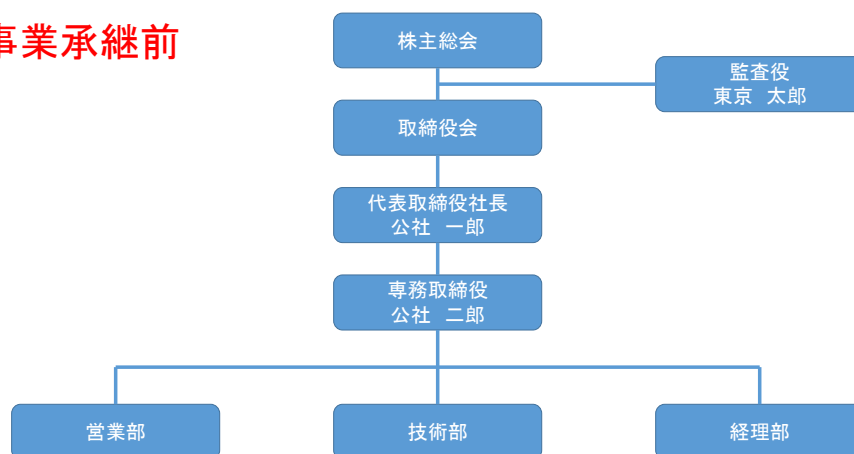 事業承継前
株主総会
監査役
東京 太郎
取締役会
代表取締役社長
公社 一郎
専務取締役
公社 二郎
営業部
技術部
経理部